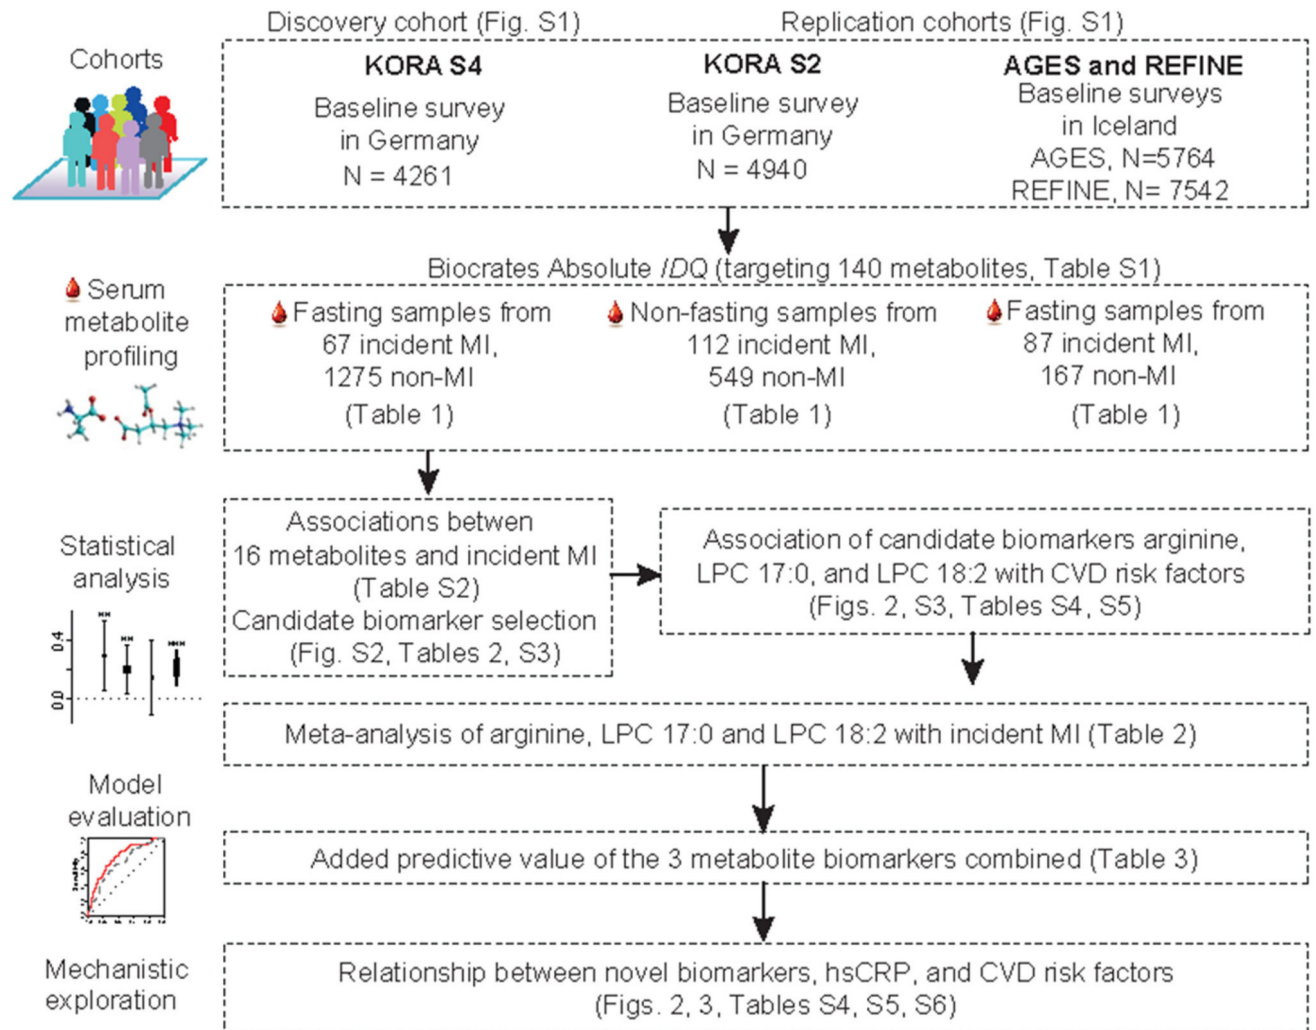 Discovery cohort (Fig. S1)
Replication cohorts (Fig. S1)
Cohorts
KORA S4
Baseline survey
in Germany
N = 4261
KORA S2
Baseline survey
in Germany
N = 4940
AGES and REFINE
Baseline surveys
in Iceland
AGES, N=5764
REFINE, N= 7542
Biocrates Absolute IDQ (targeting 140 metabolites, Table S1)
Serum
metabolite
profiling
Fasting samples from
67 incident MI,
1275 non-MI
(Table 1)
Non-fasting samples from
112 incident MI,
549 non-MI
(Table 1)
Fasting samples from
87 incident MI,
167 non-MI
(Table 1)
Statistical
analysis
0.4
0.0
**
**
***
Associations betwen
16 metabolites and incident MI
(Table S2)
Candidate biomarker selection
(Fig. S2, Tables 2, S3)
Association of candidate biomarkers arginine,
LPC 17:0, and LPC 18:2 with CVD risk factors
(Figs. 2, S3, Tables S4, S5)
Meta-analysis of arginine, LPC 17:0 and LPC 18:2 with incident MI (Table 2)
Model
evaluation
Added predictive value of the 3 metabolite biomarkers combined (Table 3)
Mechanistic
exploration
Relationship between novel biomarkers, hsCRP, and CVD risk factors
(Figs. 2, 3, Tables S4, S5, S6)